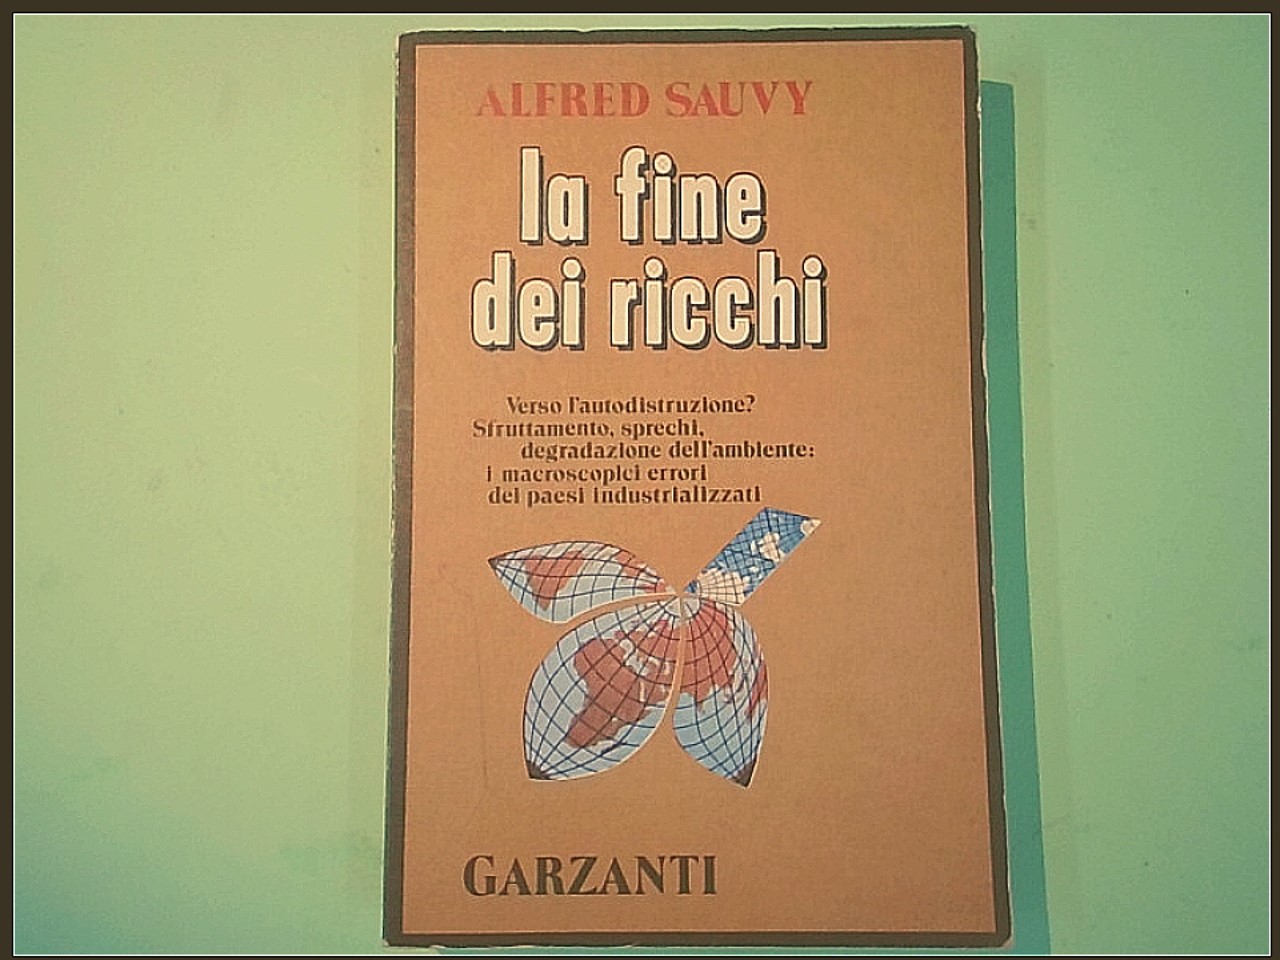 ALFRED SAUVY
la fine
dei ricchi
Verso l'autodistruzione?
Sfruttamento, sprechi,
degradazione dell'ambiente:
i macroscopici errori
dei paesi industrializzati
GARZANTI